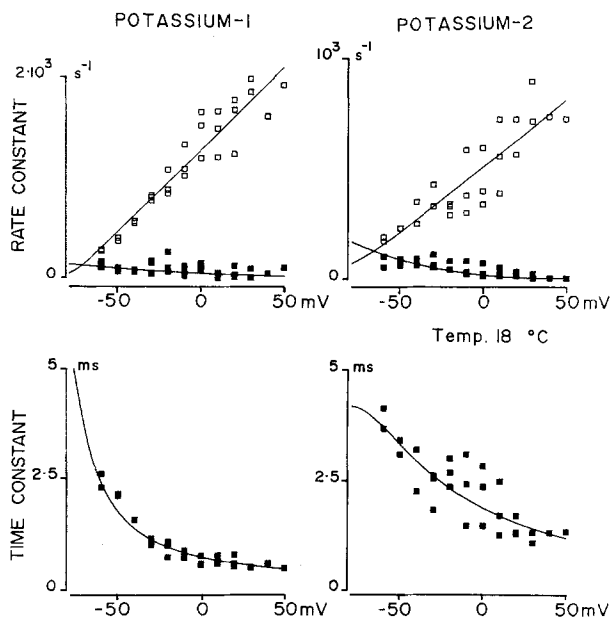 POTASSIUM-1
POTASSIUM-2
RATE CONSTANT
2·10³ s⁻¹
0
-50 0 50 mV
10³ s⁻¹
0
-50 0 50 mV
Temp. 18 °C
TIME CONSTANT
5 ms
2·5
0
-50 0 50 mV
5 ms
2·5
0
-50 0 50 mV